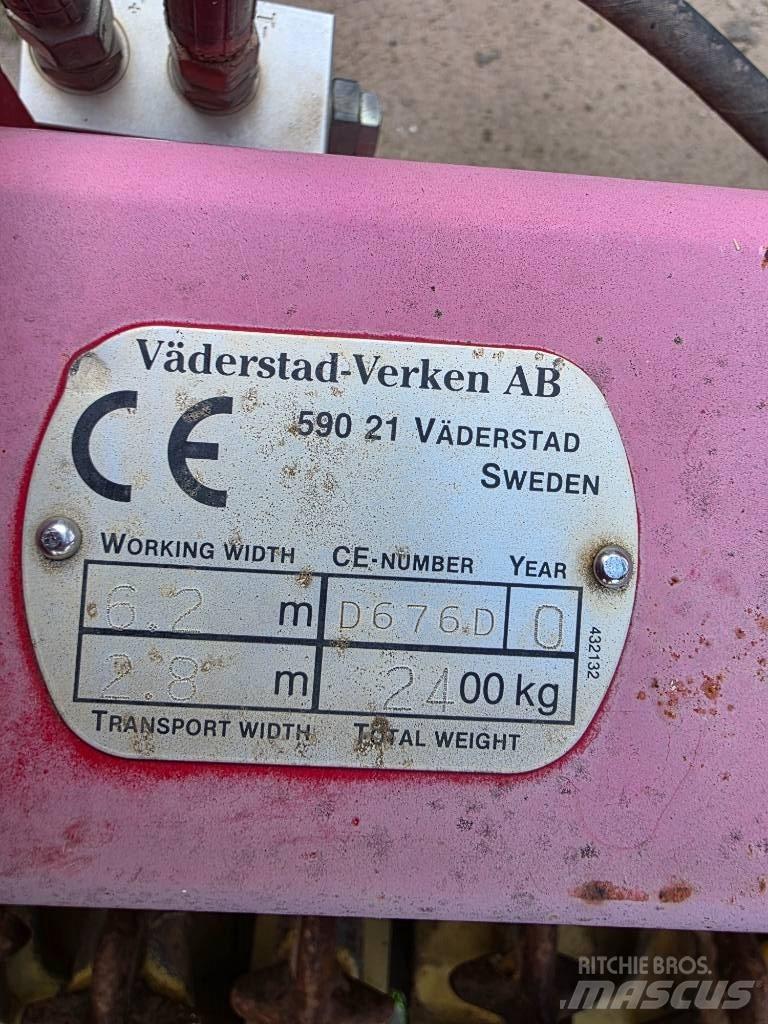 Väderstad-Verken AB
CE
590 21 VÄDERSTAD
SWEDEN
WORKING WIDTH CE-NUMBER YEAR
6.2 m D676D 0
2.8 m 2400 kg
TRANSPORT WIDTH TOTAL WEIGHT
432132
RITCHIE BROS.
MASCUS